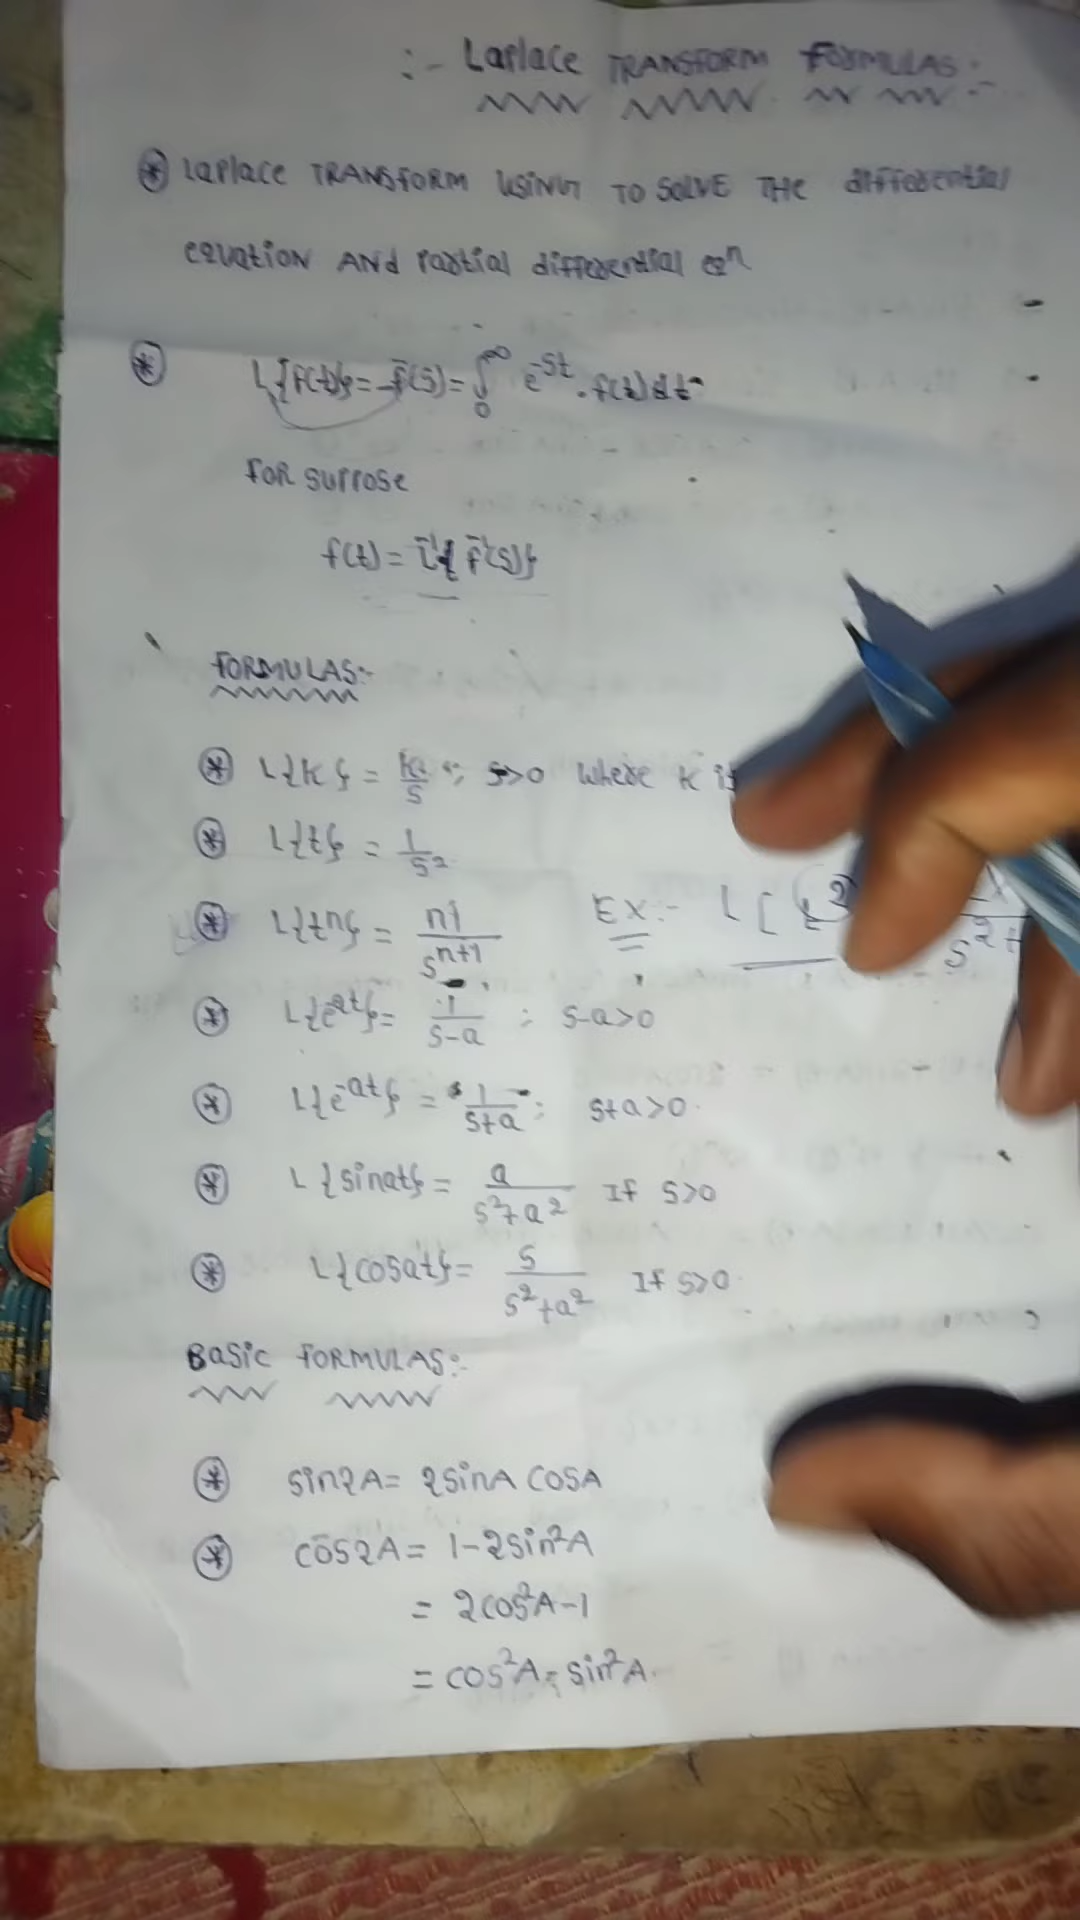 :- Laplace TRANSFORM FORMULAS:-
* Laplace TRANSFORM USING TO SOLVE THE differential
equation AND partial differential eqn
* L{f(t)} = f̄(s) = ∫₀^∞ e^-st . f(t)dt
FOR suppose
f(t) = L⁻¹{f̄(s)}
FORMULAS:-
* L{k} = k/s ; s>0 where k is
* L{t} = 1/s²
* L{tⁿ} = n!/s^(n+1) Ex:- L[t²
* L{e^at} = 1/(s-a) ; s-a>0
* L{e^-at} = 1/(s+a) ; s+a>0
* L{sinat} = a/(s²+a²) If s>0
* L{cosat} = s/(s²+a²) If s>0
BASIC FORMULAS:-
* sin2A = 2sinA cosA
* cos2A = 1-2sin²A
= 2cos²A-1
= cos²A-sin²A